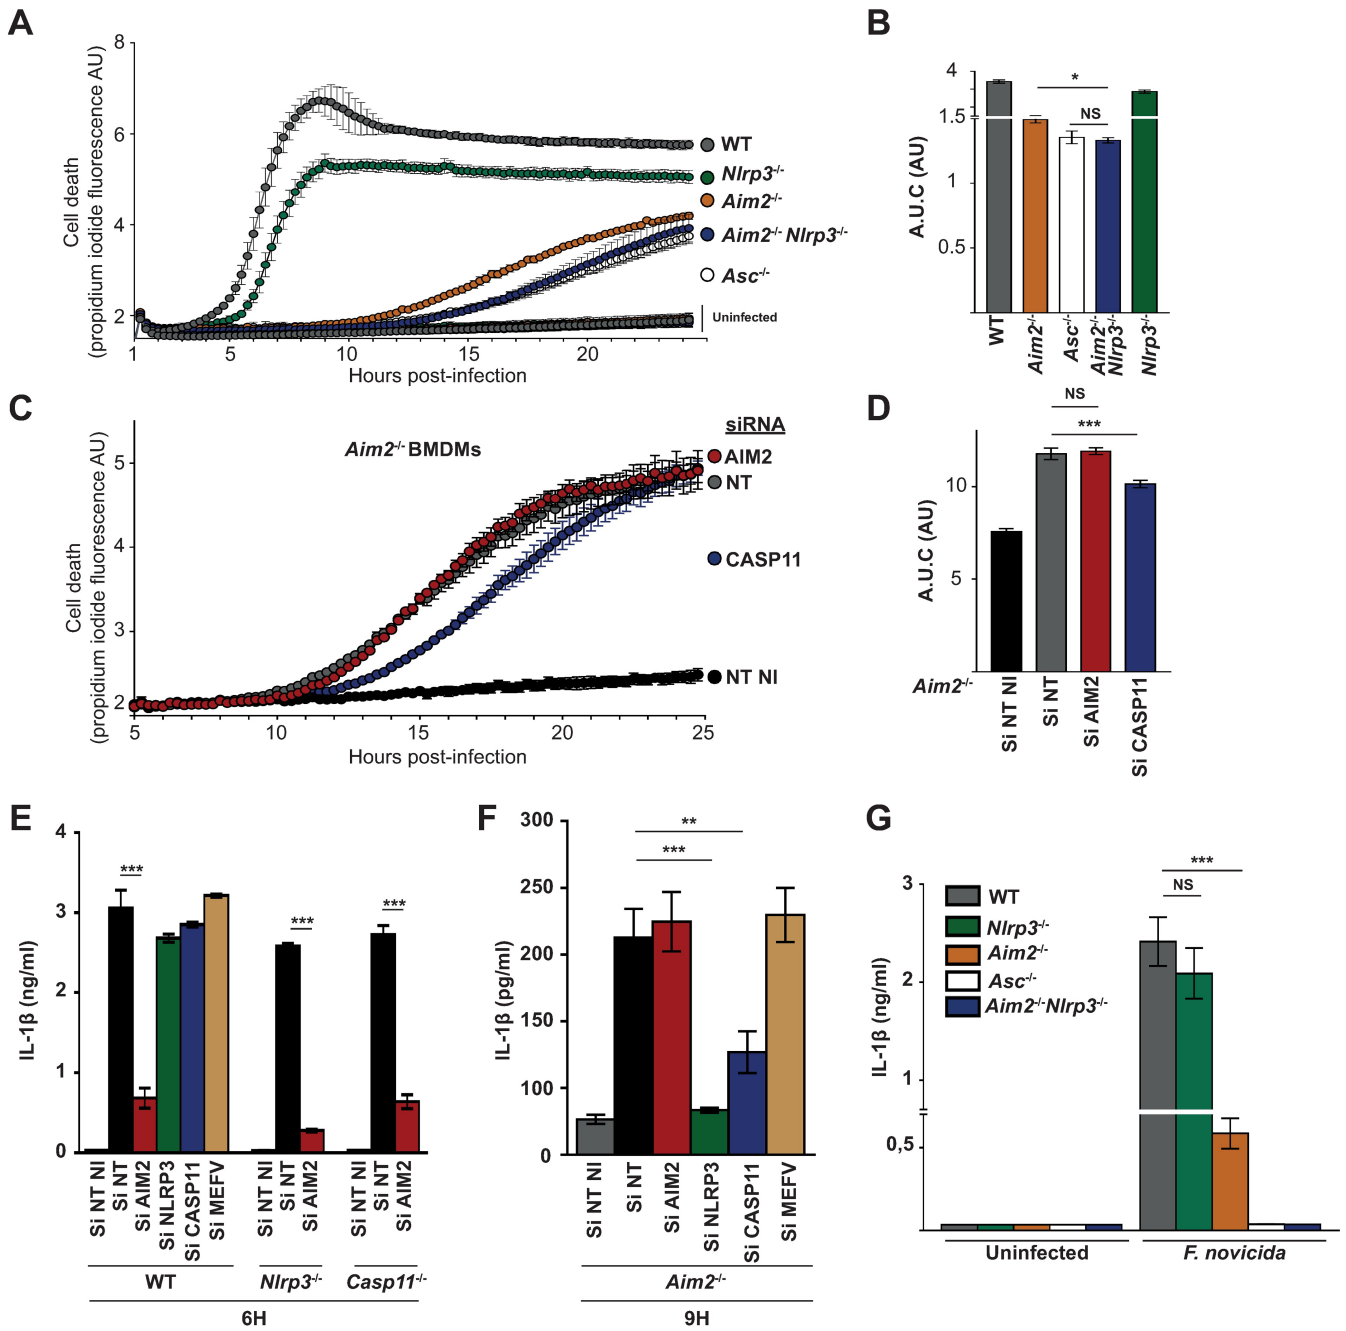 A
Cell death
(propidium iodide fluorescence AU)
8
6
4
2
1
5
10
15
20
Hours post-infection
WT
Nlrp3-/-
Aim2-/-
Aim2-/- Nlrp3-/-
Asc-/-
Uninfected
B
A.U.C (AU)
4
1.5
1
0.5
*
NS
WT
Aim2-/-
Asc-/-
Aim2-/-
Nlrp3-/-
Nlrp3-/-
C
Cell death
(propidium iodide fluorescence AU)
5
4
3
2
5
10
15
20
25
Hours post-infection
Aim2-/- BMDMs
siRNA
AIM2
NT
CASP11
NT NI
D
A.U.C (AU)
10
5
NS
***
Aim2-/-
Si NT NI
Si NT
Si AIM2
Si CASP11
E
IL-1β (ng/ml)
4
3
2
1
0
***
***
***
Si NT NI
Si NT
Si AIM2
Si NLRP3
Si CASP11
Si MEFV
Si NT NI
Si NT
Si AIM2
Si NT NI
Si NT
Si AIM2
WT
Nlrp3-/-
Casp11-/-
6H
F
IL-1β (pg/ml)
300
250
200
150
100
0
**
***
Si NT NI
Si NT
Si AIM2
Si NLRP3
Si CASP11
Si MEFV
Aim2-/-
9H
G
IL-1β (ng/ml)
3
2
1
0,5
WT
Nlrp3-/-
Aim2-/-
Asc-/-
Aim2-/-Nlrp3-/-
***
NS
Uninfected
F. novicida